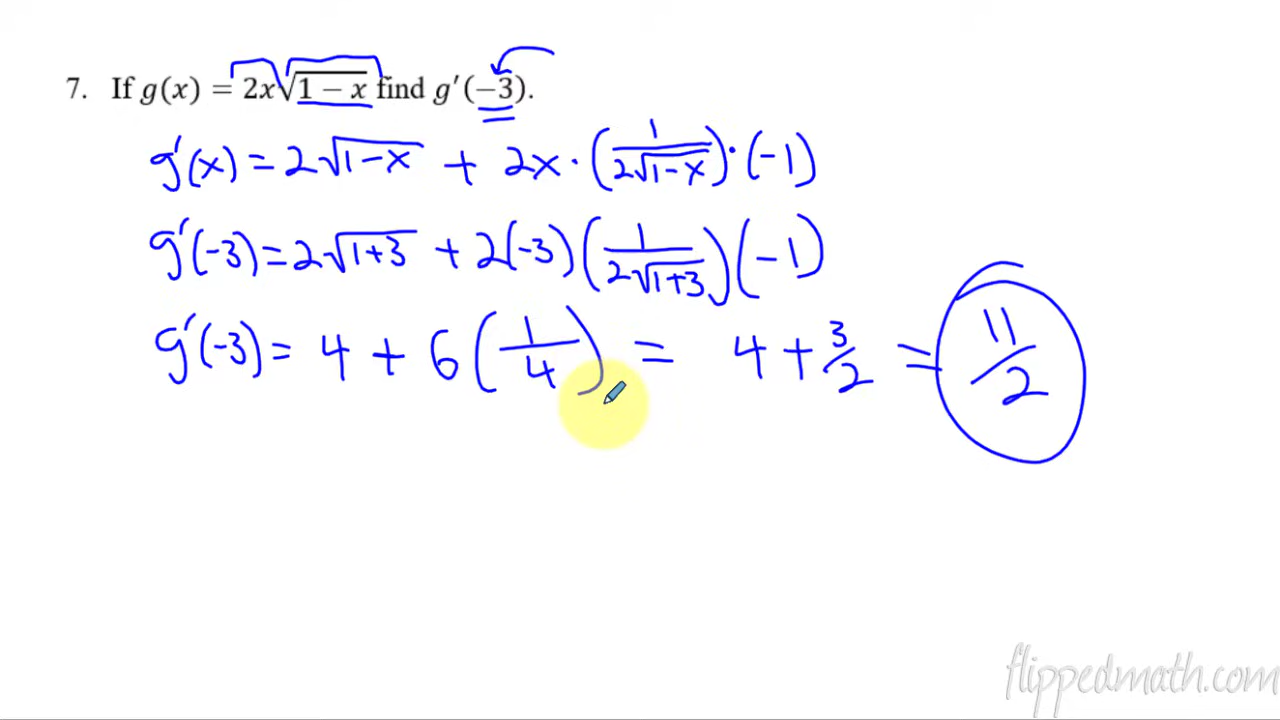 7. If g(x) = 2x√(1 − x) find g′(−3).
g'(x) = 2√(1-x) + 2x · (1/(2√(1-x))) · (-1)
g'(-3) = 2√(1+3) + 2(-3)(1/(2√(1+3)))(-1)
g'(-3) = 4 + 6(1/4) = 4 + 3/2 = 11/2
flippedmath.com